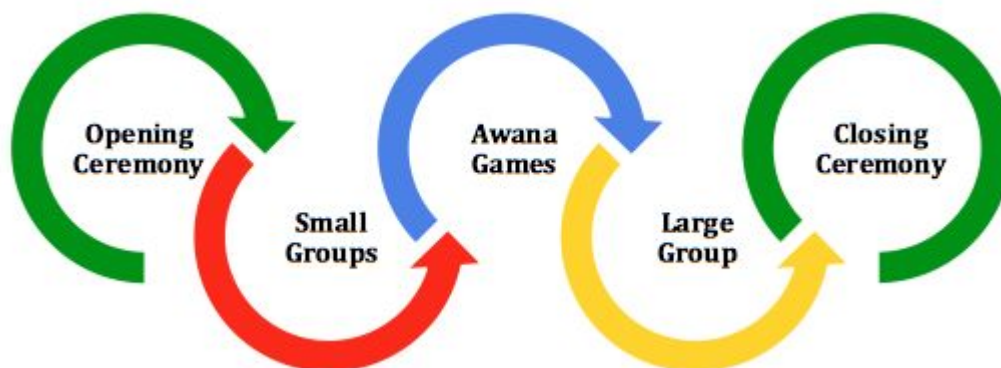 Opening
Ceremony
Small
Groups
Awana
Games
Large
Group
Closing
Ceremony